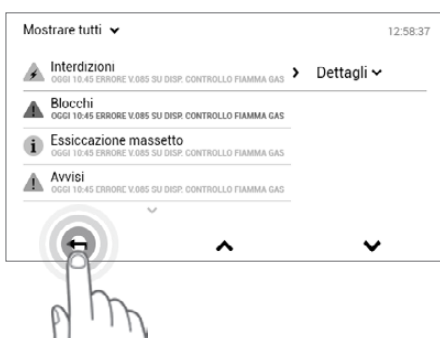 Mostrare tutti
12:58:37
Interdizioni
OGGI 10.45 ERRORE V.085 SU DISP. CONTROLLO FIAMMA GAS
Dettagli
Blocchi
OGGI 10:45 ERRORE V.085 SU DISP. CONTROLLO FIAMMA GAS
Essiccazione massetto
OGGI 10:45 ERRORE V.085 SU DISP. CONTROLLO FIAMMA GAS
Avvisi
OGGI 10:45 ERRORE V.085 SU DISP. CONTROLLO FIAMMA GAS